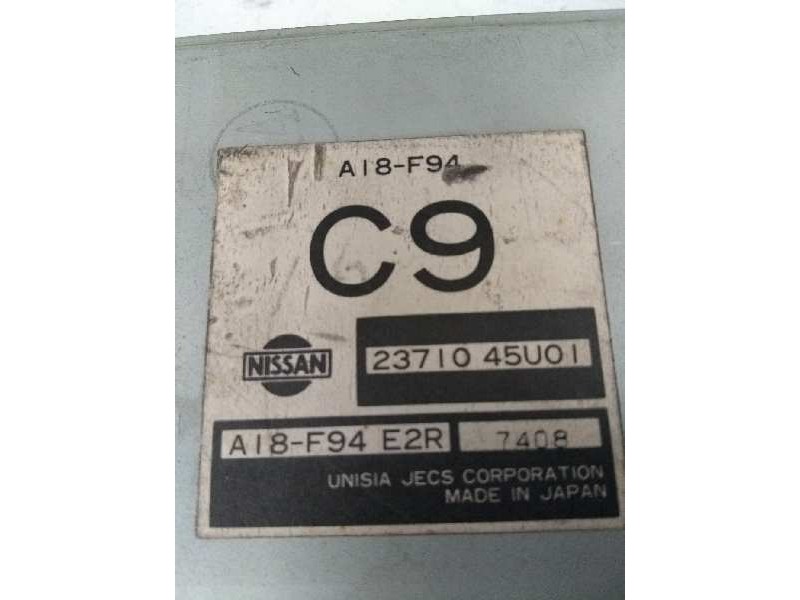 A18-F94
C9
NISSAN
23710 45U01
A18-F94 E2R 7408
UNISIA JECS CORPORATION
MADE IN JAPAN